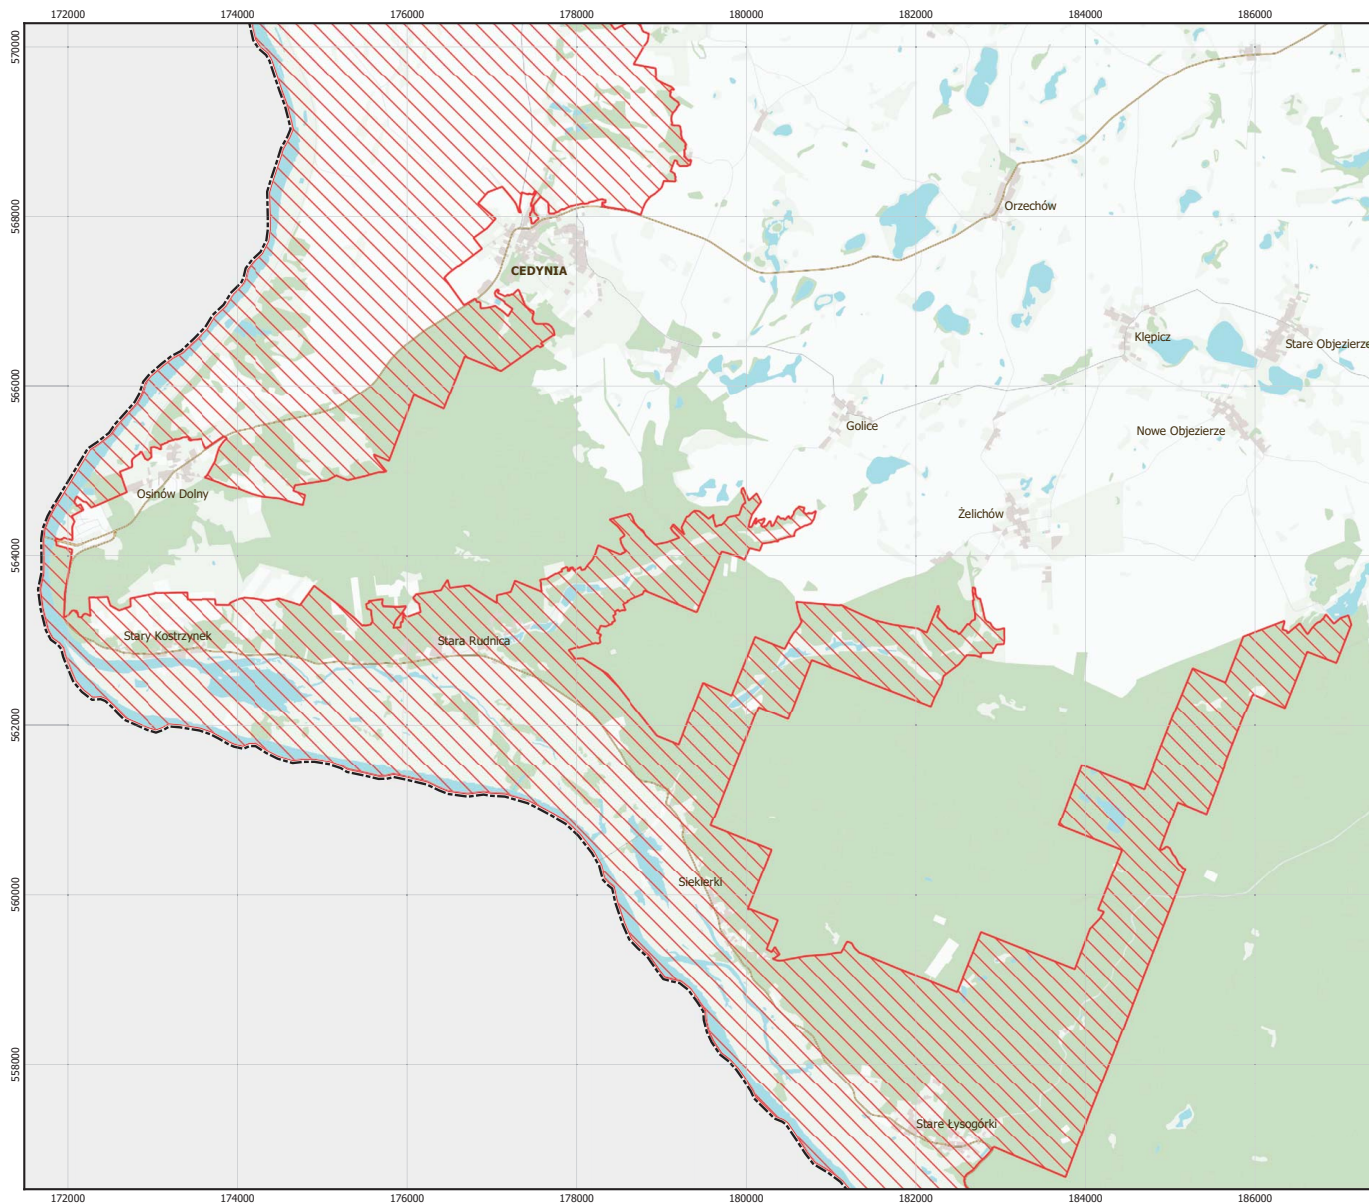 172000 174000 176000 178000 180000 182000 184000 186000
570000
Orzechów
568000
CEDYNIA
Klępicz
Stare Objezierze
566000
Golice
Nowe Objezierze
Osinów Dolny
Żelichów
564000
Stary Kostrzynek
Stara Rudnica
562000
Siekierki
560000
558000
Stare Łysogórki
172000 174000 176000 178000 180000 182000 184000 186000